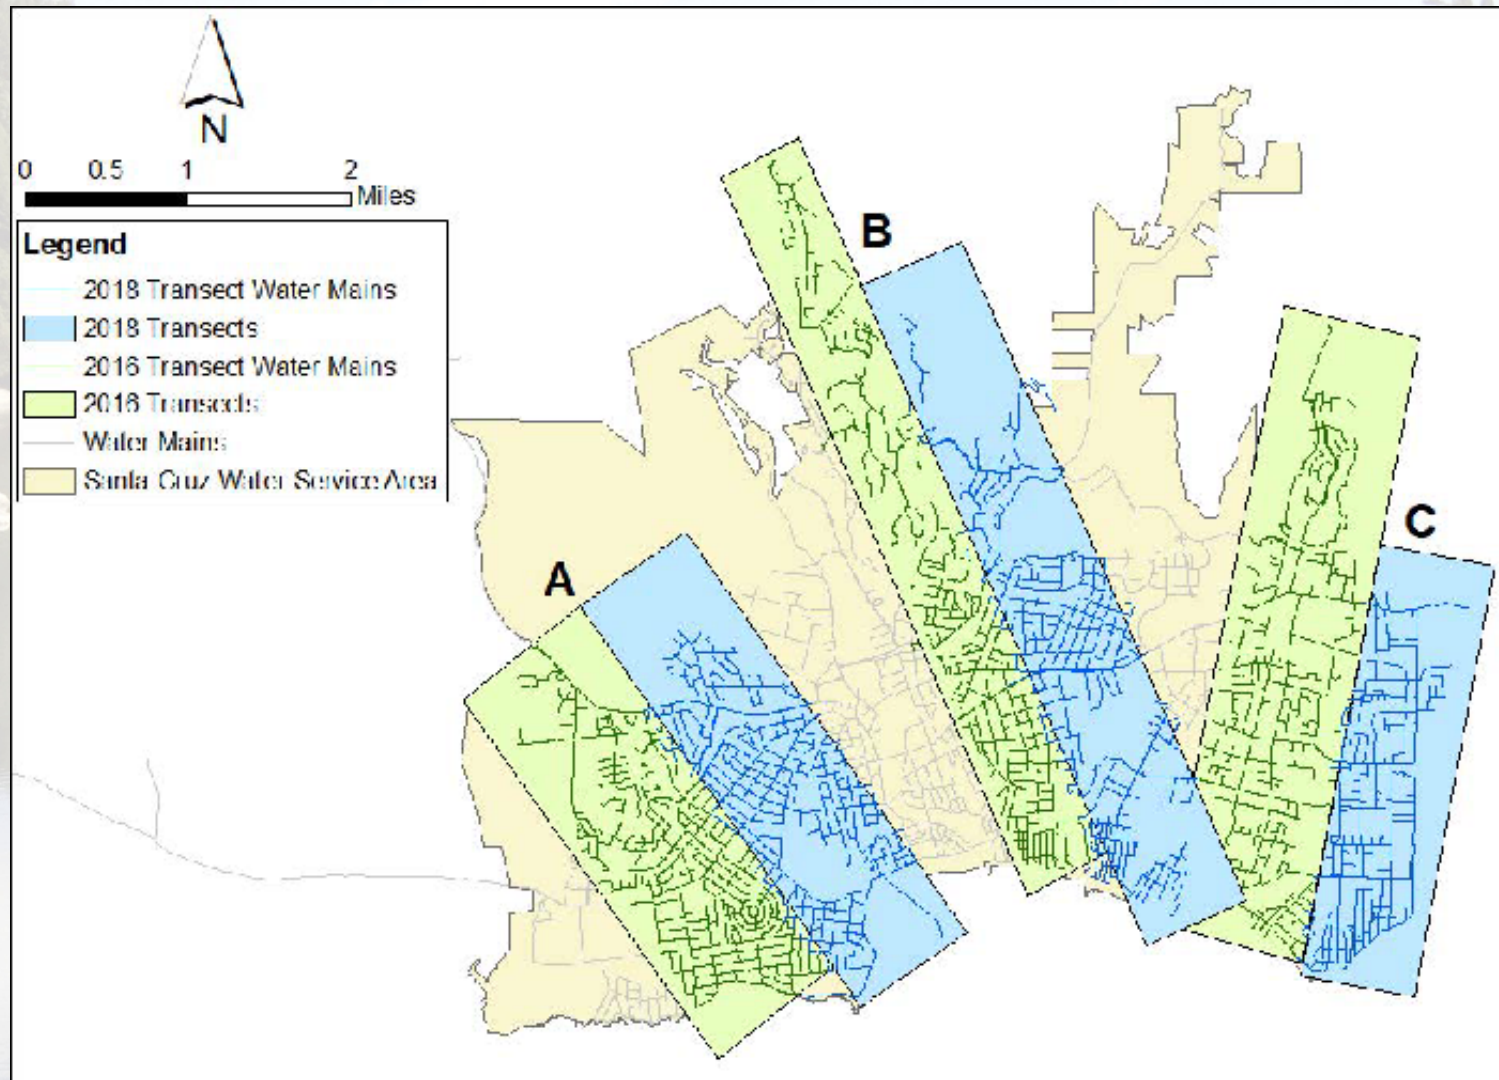 N
0 0.5 1 2
Miles
Legend
2018 Transect Water Mains
2018 Transects
2016 Transect Water Mains
2016 Transects
Water Mains
Santa Cruz Water Service Area
A
B
C